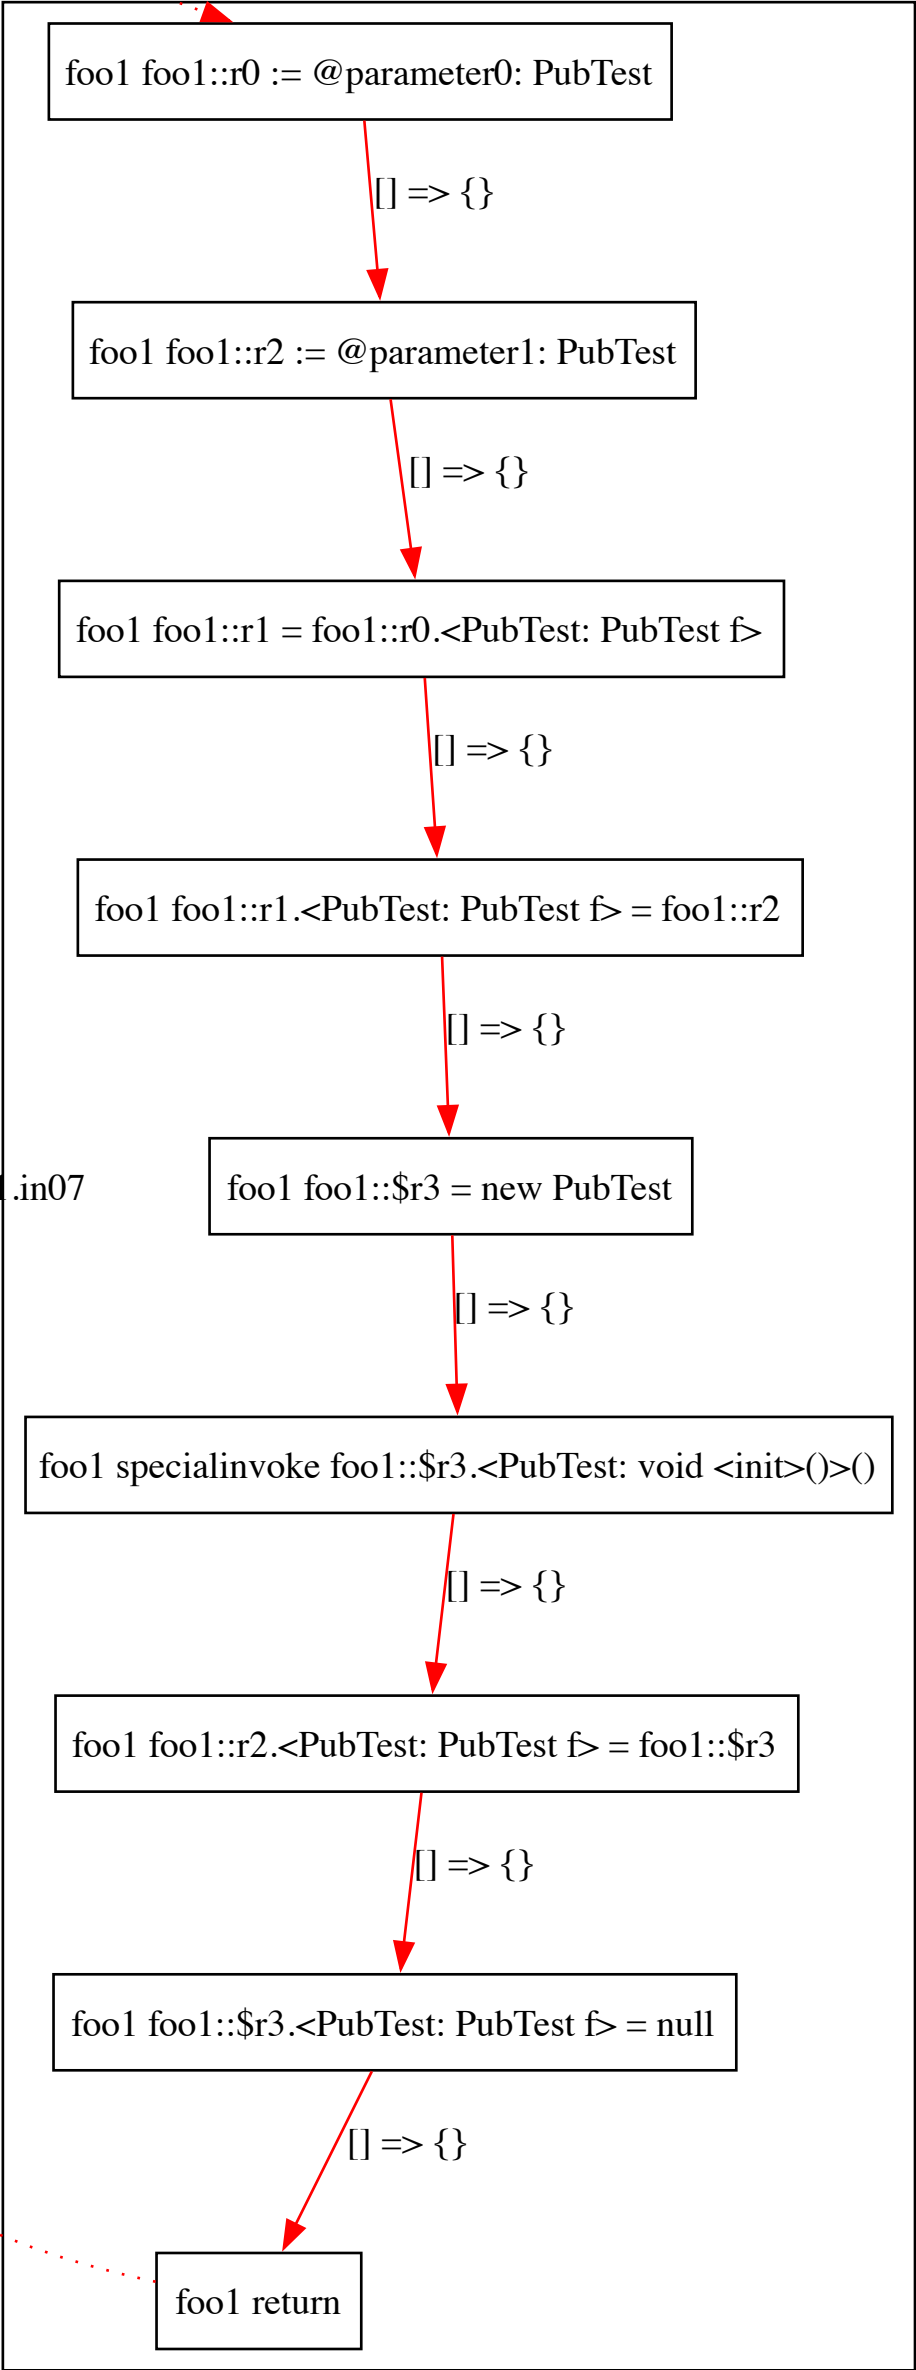 foo1 foo1::r0 := @parameter0: PubTest
[] => {}
foo1 foo1::r2 := @parameter1: PubTest
[] => {}
foo1 foo1::r1 = foo1::r0.<PubTest: PubTest f>
[] => {}
foo1 foo1::r1.<PubTest: PubTest f> = foo1::r2
[] => {}
.in07
foo1 foo1::$r3 = new PubTest
[] => {}
foo1 specialinvoke foo1::$r3.<PubTest: void <init>()>()
[] => {}
foo1 foo1::r2.<PubTest: PubTest f> = foo1::$r3
[] => {}
foo1 foo1::$r3.<PubTest: PubTest f> = null
[] => {}
foo1 return